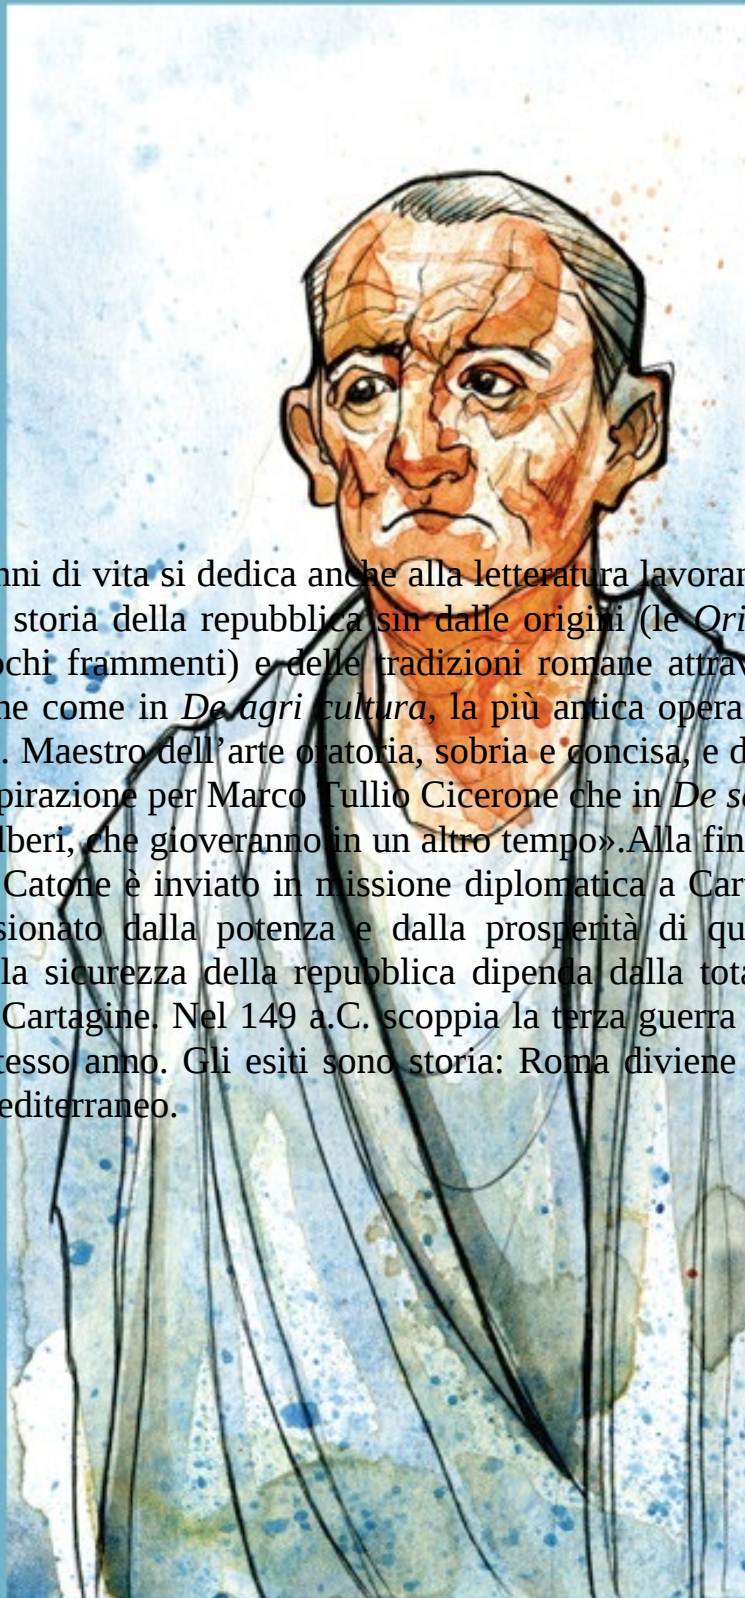 nni di vita si dedica anche alla letteratura lavoran
storia della repubblica sin dalle origini (le Ori
ochi frammenti) e delle tradizioni romane attrav
ne come in De agri cultura, la più antica opera
. Maestro dell’arte oratoria, sobria e concisa, e d
pirazione per Marco Tullio Cicerone che in De se
lberi, che gioveranno in un altro tempo».Alla fin
Catone è inviato in missione diplomatica a Car
sionato dalla potenza e dalla prosperità di qu
la sicurezza della repubblica dipenda dalla tota
Cartagine. Nel 149 a.C. scoppia la terza guerra
tesso anno. Gli esiti sono storia: Roma diviene
editerraneo.